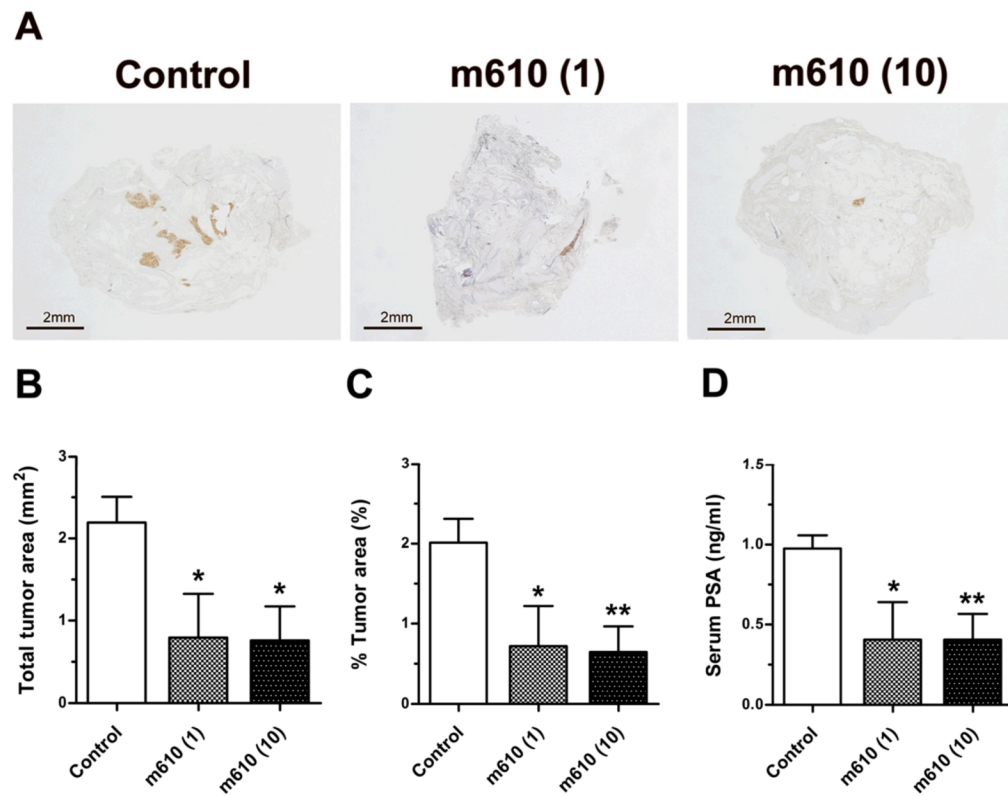 A
Control
m610 (1)
m610 (10)
2mm
2mm
2mm
B
C
D
Total tumor area (mm²)
3
2
1
0
*
*
Control
m610 (1)
m610 (10)
% Tumor area (%)
3
2
1
0
*
**
Control
m610 (1)
m610 (10)
Serum PSA (ng/ml)
1.5
1.0
0.5
0.0
*
**
Control
m610 (1)
m610 (10)